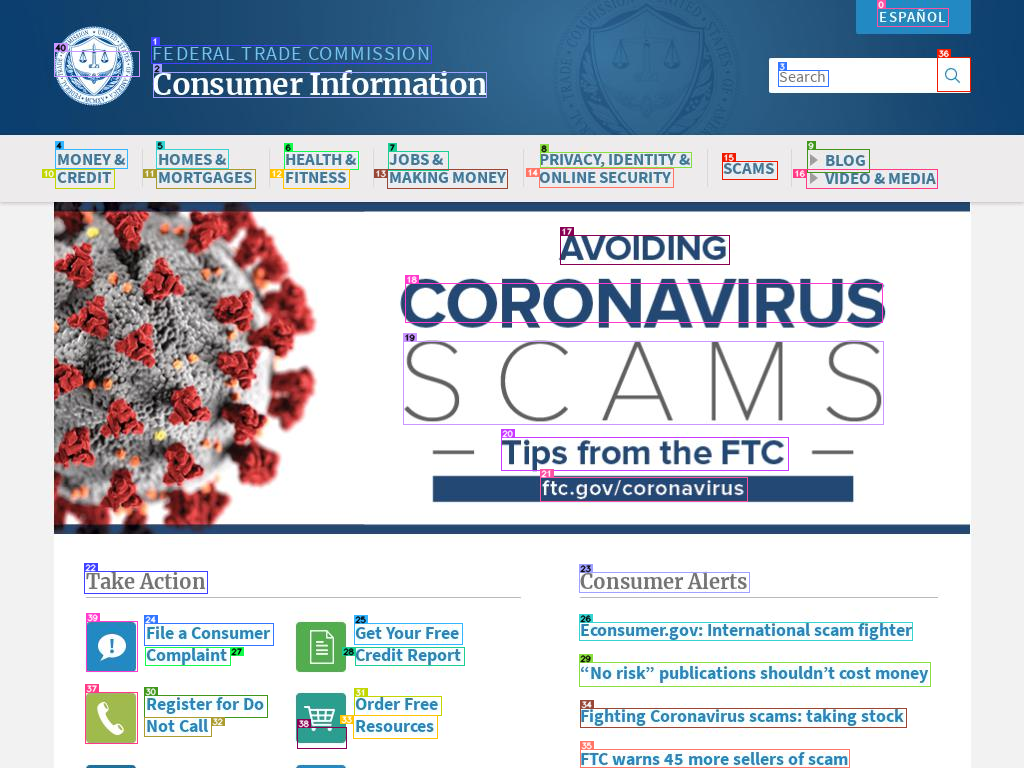 ESPAÑOL
FEDERAL TRADE COMMISSION
Consumer Information
Search
MONEY & CREDIT
HOMES & MORTGAGES
HEALTH & FITNESS
JOBS & MAKING MONEY
PRIVACY, IDENTITY & ONLINE SECURITY
SCAMS
BLOG
VIDEO & MEDIA
AVOIDING
CORONAVIRUS
SCAMS
Tips from the FTC
ftc.gov/coronavirus
Take Action
File a Consumer
Complaint
Get Your Free
Credit Report
Register for Do
Not Call
Order Free
Resources
Consumer Alerts
Econsumer.gov: International scam fighter
“No risk” publications shouldn’t cost money
Fighting Coronavirus scams: taking stock
FTC warns 45 more sellers of scam